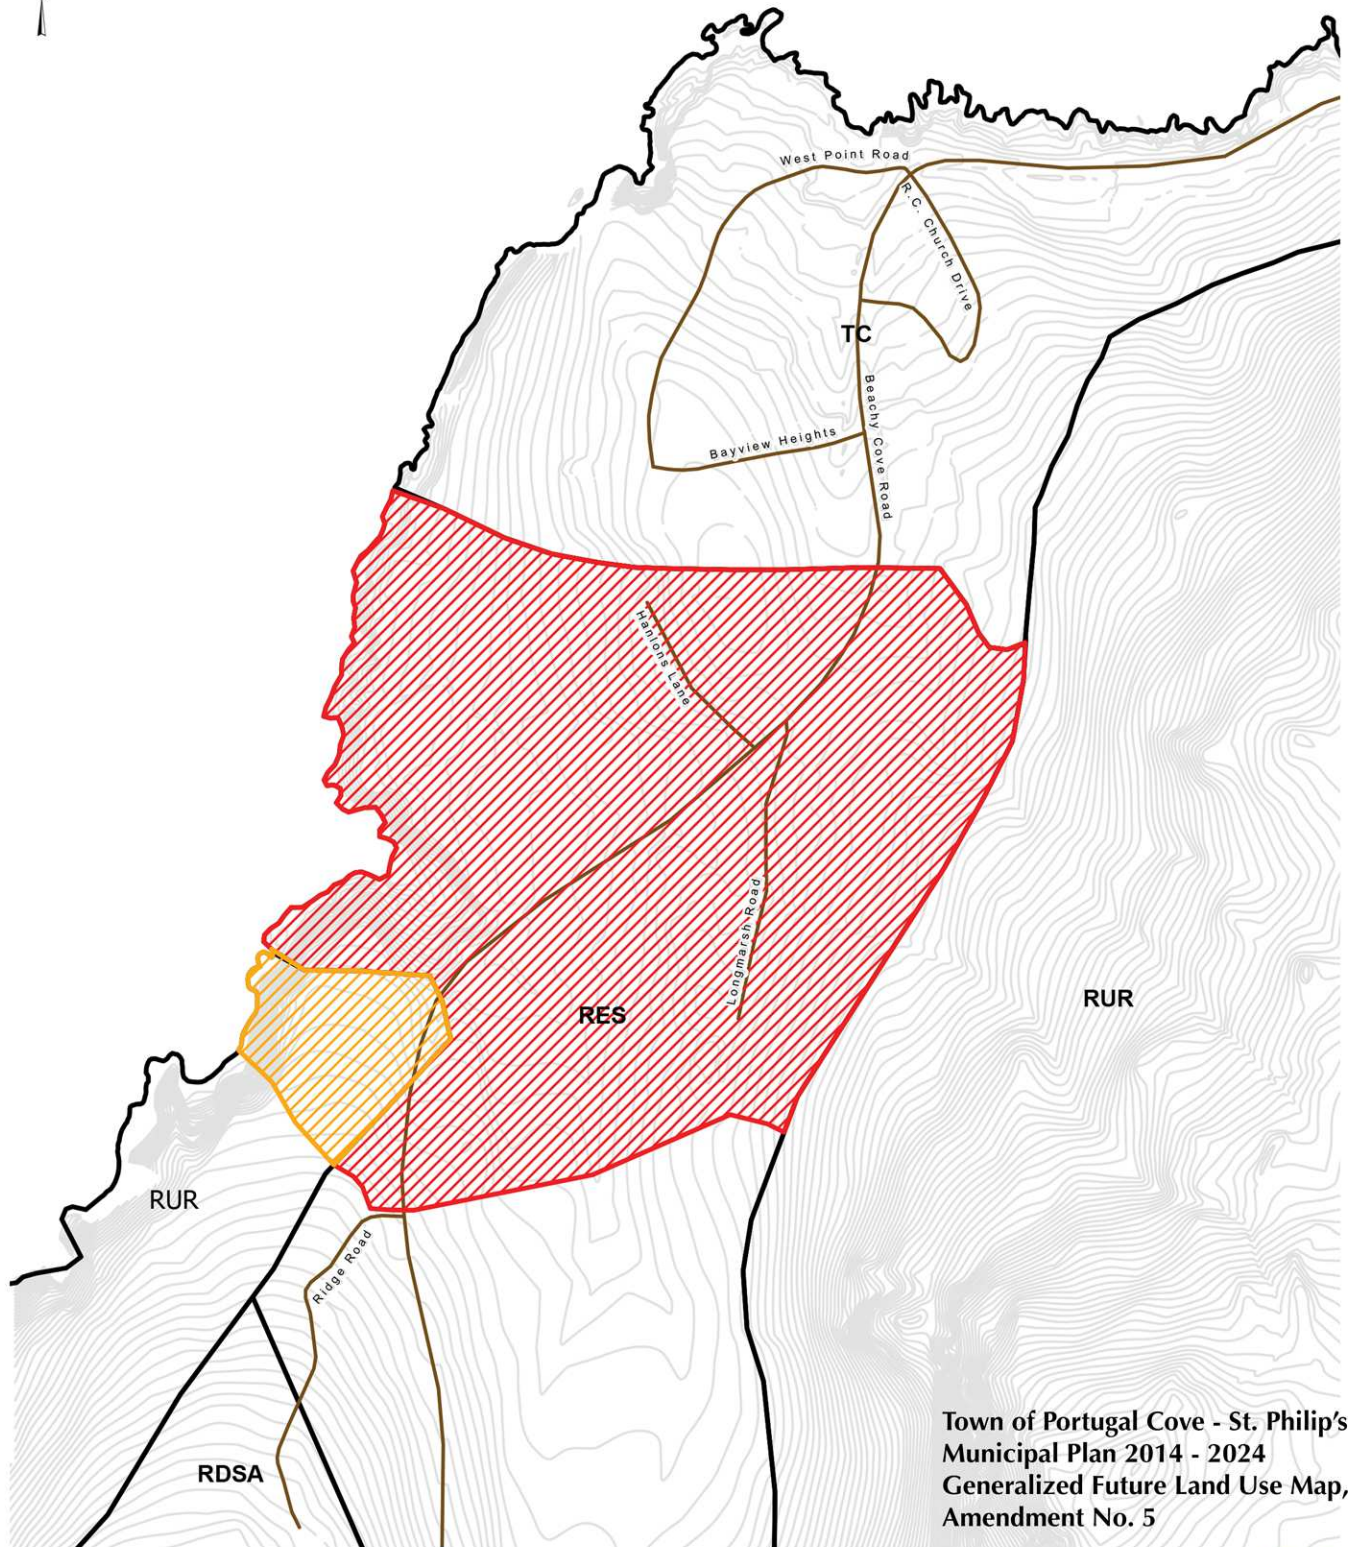 West Point Road
R.C. Church Drive
TC
Beachy Cove Road
Bayview Heights
Hanlons Lane
Longmarsh Road
RES
RUR
RUR
Ridge Road
RDSA
Town of Portugal Cove - St. Philip's
Municipal Plan 2014 - 2024
Generalized Future Land Use Map,
Amendment No. 5